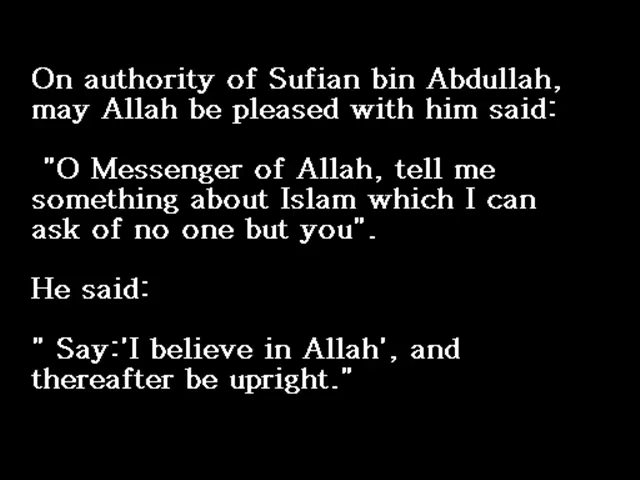 On authority of Sufian bin Abdullah,
may Allah be pleased with him said:
"O Messenger of Allah, tell me
something about Islam which I can
ask of no one but you".
He said:
" Say:'I believe in Allah', and
thereafter be upright."